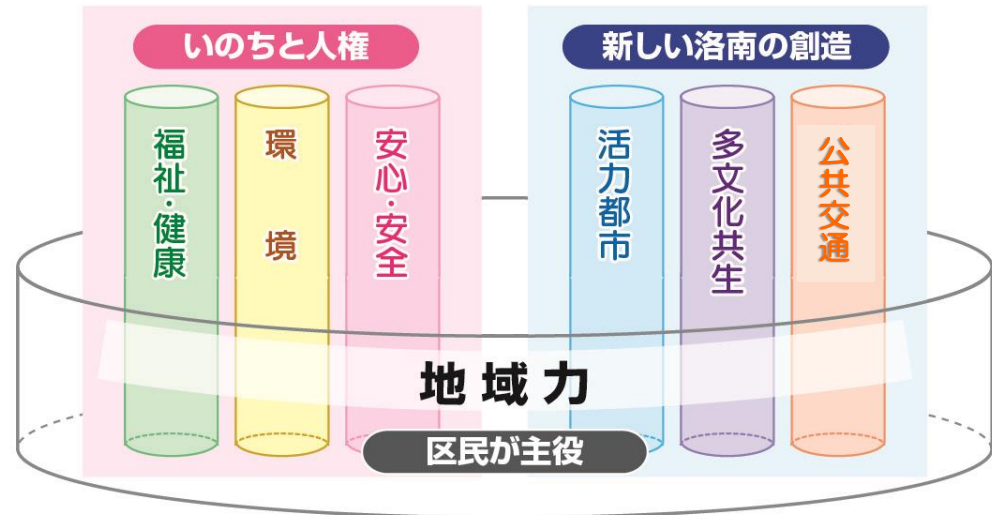 いのちと人権
福祉・健康
環境
安心・安全
新しい洛南の創造
活力都市
多文化共生
公共交通
地域力
区民が主役